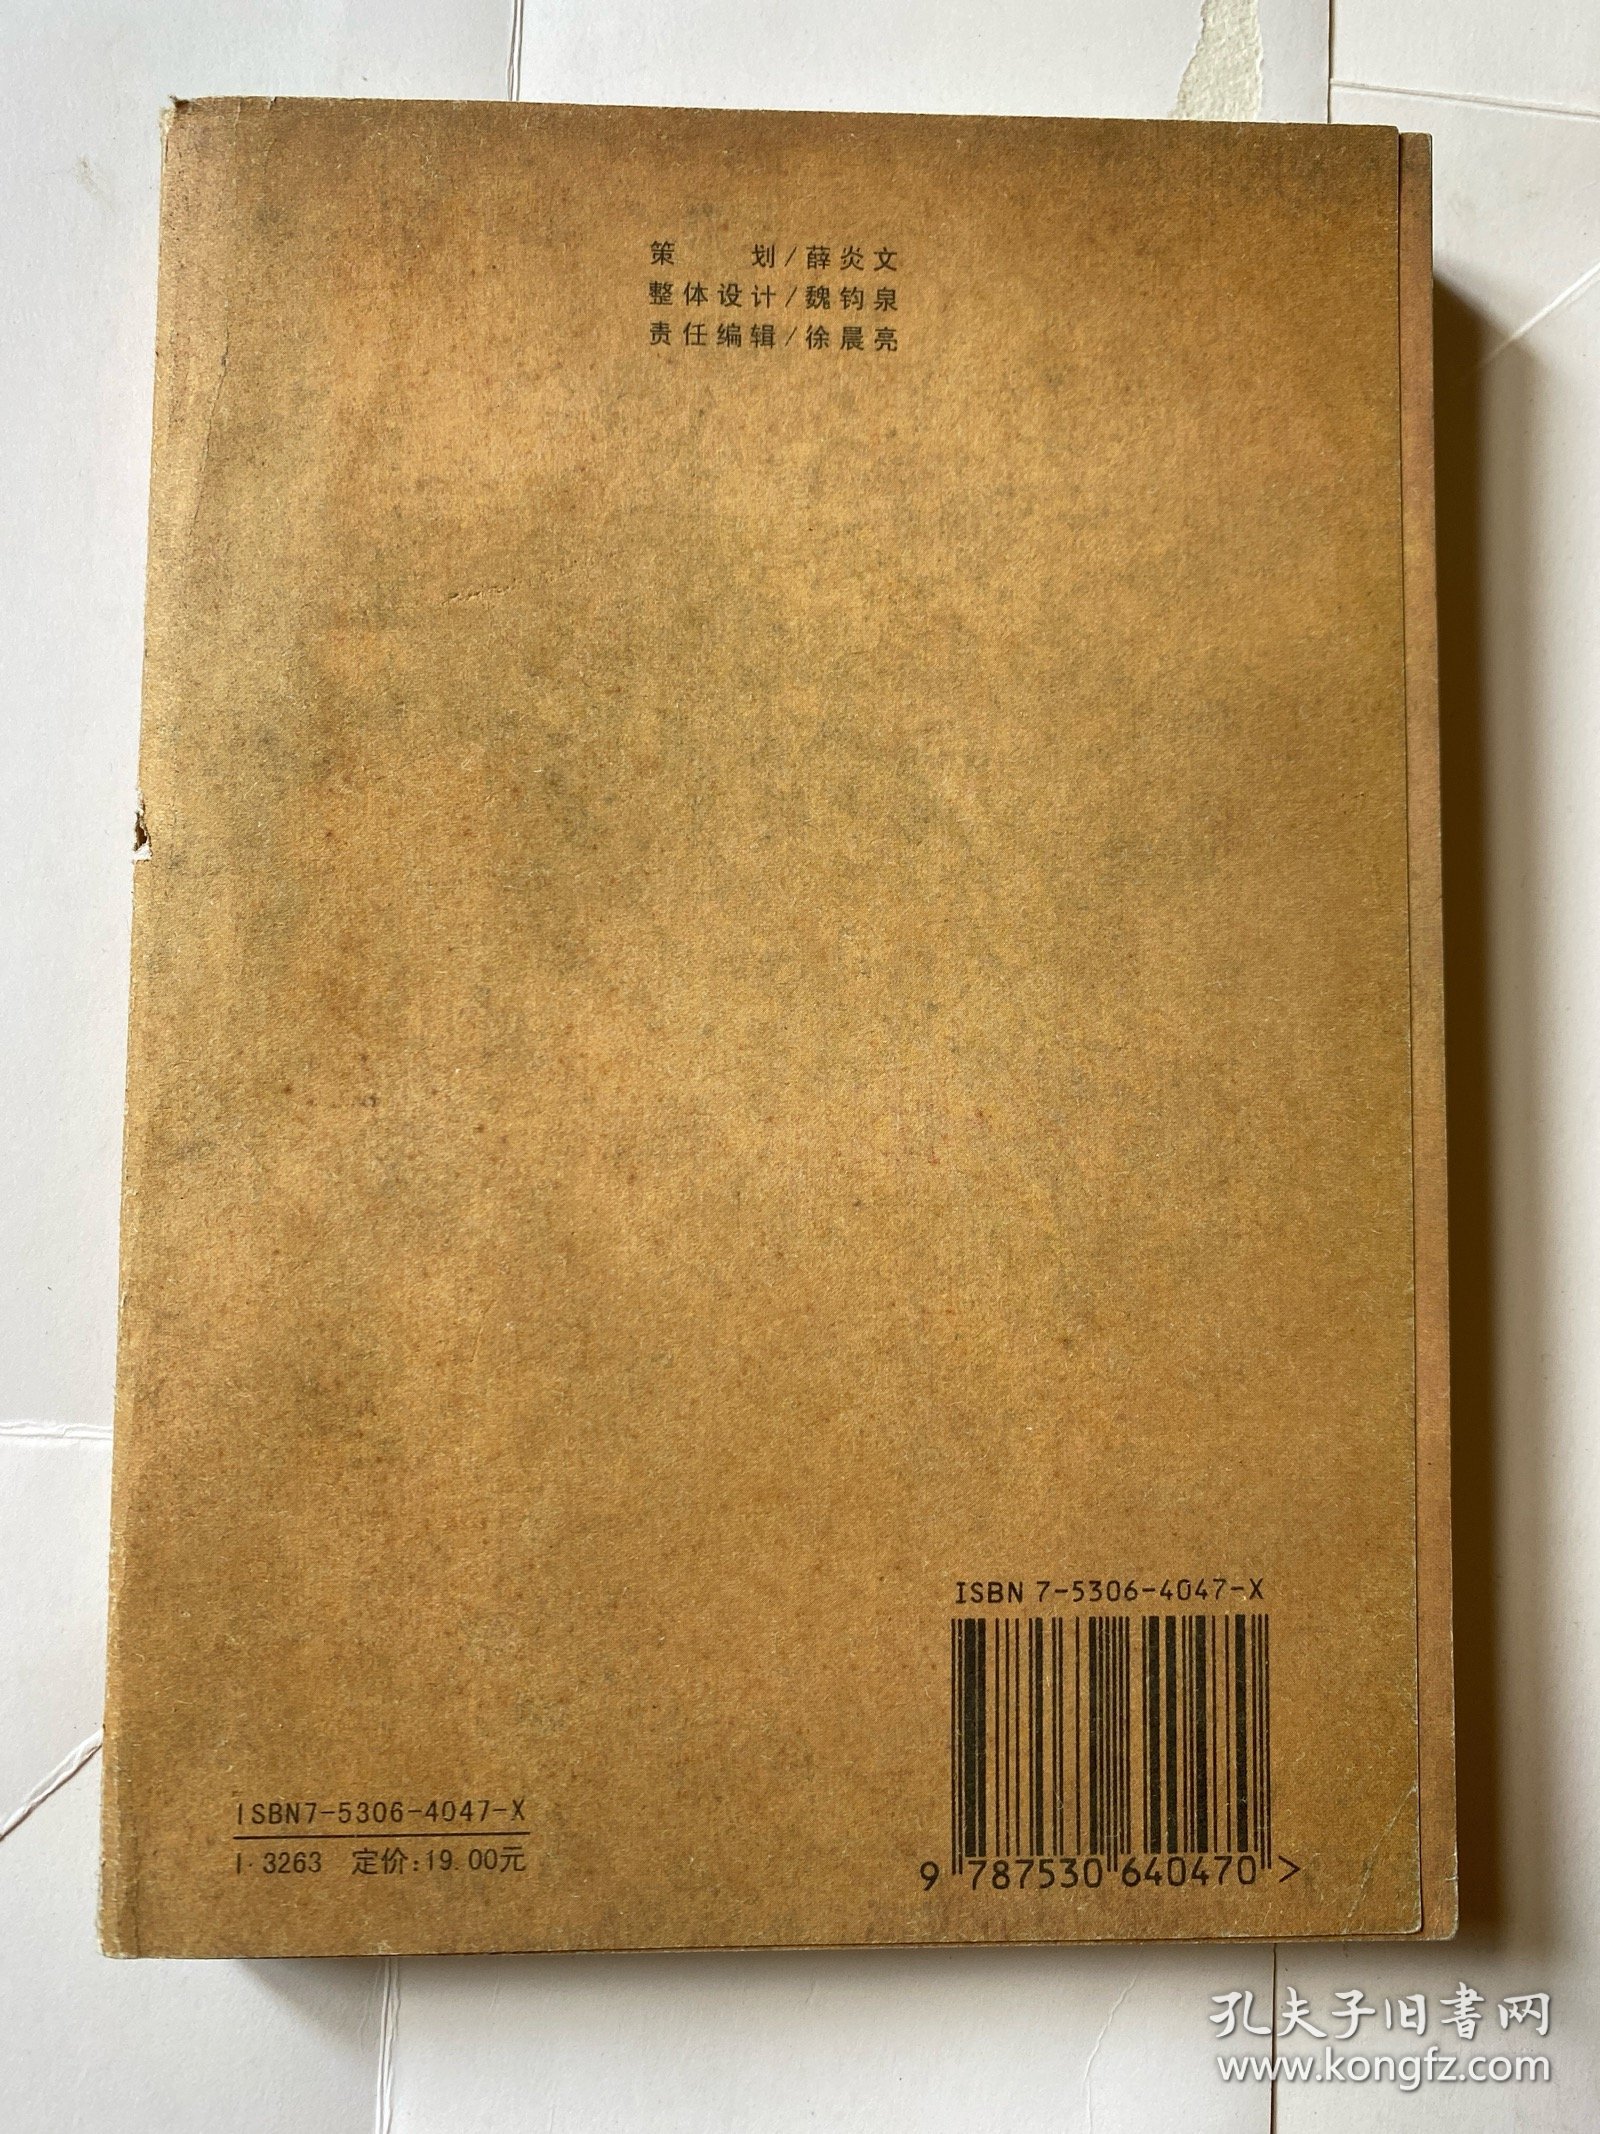 策 划/薛炎文
整体设计/魏钧泉
责任编辑/徐晨亮
ISBN 7-5306-4047-X
9 787530 640470 >
ISBN7-5306-4047-X
I·3263 定价:19.00元
孔夫子旧书网
www.kongfz.com